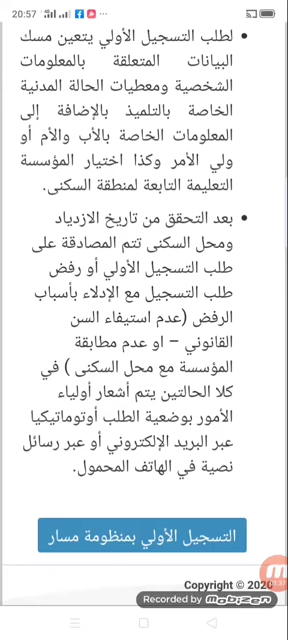 20:57
لطلب التسجيل الأولي يتعين مسك
البيانات المتعلقة بالمعلومات
الشخصية ومعطيات الحالة المدنية
الخاصة بالتلميذ بالإضافة إلى
المعلومات الخاصة بالأب والأم أو
ولي الأمر وكذا اختيار المؤسسة
التعليمة التابعة لمنطقة السكنى.
بعد التحقق من تاريخ الازدياد
ومحل السكنى تتم المصادقة على
طلب التسجيل الأولي أو رفض
طلب التسجيل مع الإدلاء بأسباب
الرفض (عدم استيفاء السن
القانوني – او عدم مطابقة
المؤسسة مع محل السكنى ) في
كلا الحالتين يتم أشعار أولياء
الأمور بوضعية الطلب أوتوماتيكيا
عبر البريد الإلكتروني أو عبر رسائل
نصية في الهاتف المحمول.
التسجيل الأولي بمنظومة مسار
Copyright © 2020
Recorded by mobizen